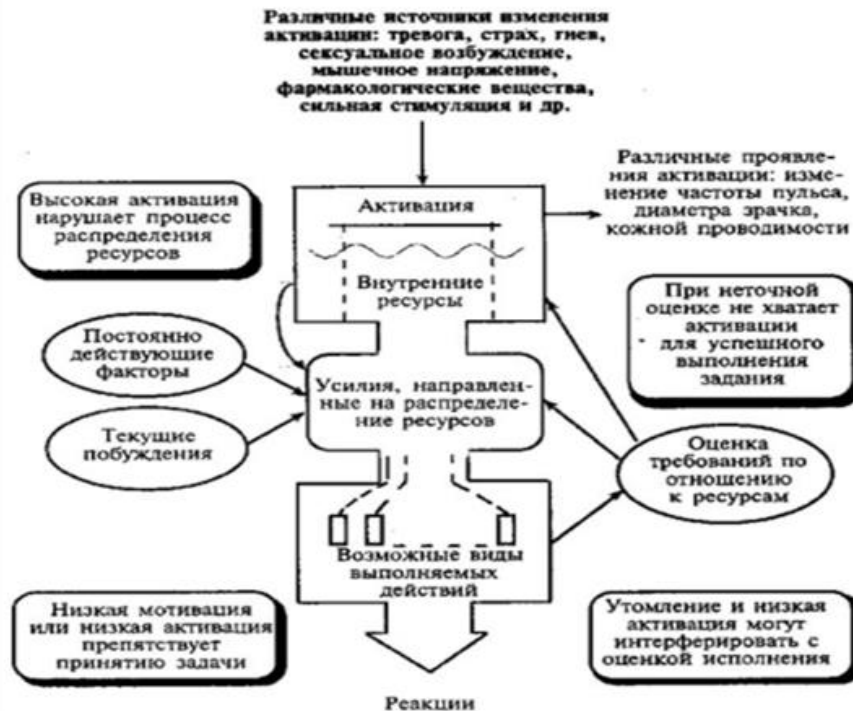 Различные источники изменения
активации: тревога, страх, гнев,
сексуальное возбуждение,
мышечное напряжение,
фармакологические вещества,
сильная стимуляция и др.
Различные проявле-
ния активации: изме-
нение частоты пульса,
диаметра зрачка,
кожной проводимости
Высокая активация
нарушает процесс
распределения
ресурсов
Активация
Внутренние
ресурсы
При неточной
оценке не хватает
активации
для успешного
выполнения
задания
Постоянно
действующие
факторы
Усилия, направлен-
ные на распределе-
ние ресурсов
Текущие
побуждения
Оценка
требований по
отношению
к ресурсам
Возможные виды
выполняемых
действий
Низкая мотивация
или низкая активация
препятствует
принятию задачи
Утомление и низкая
активация могут
интерферировать с
оценкой исполнения
Реакции